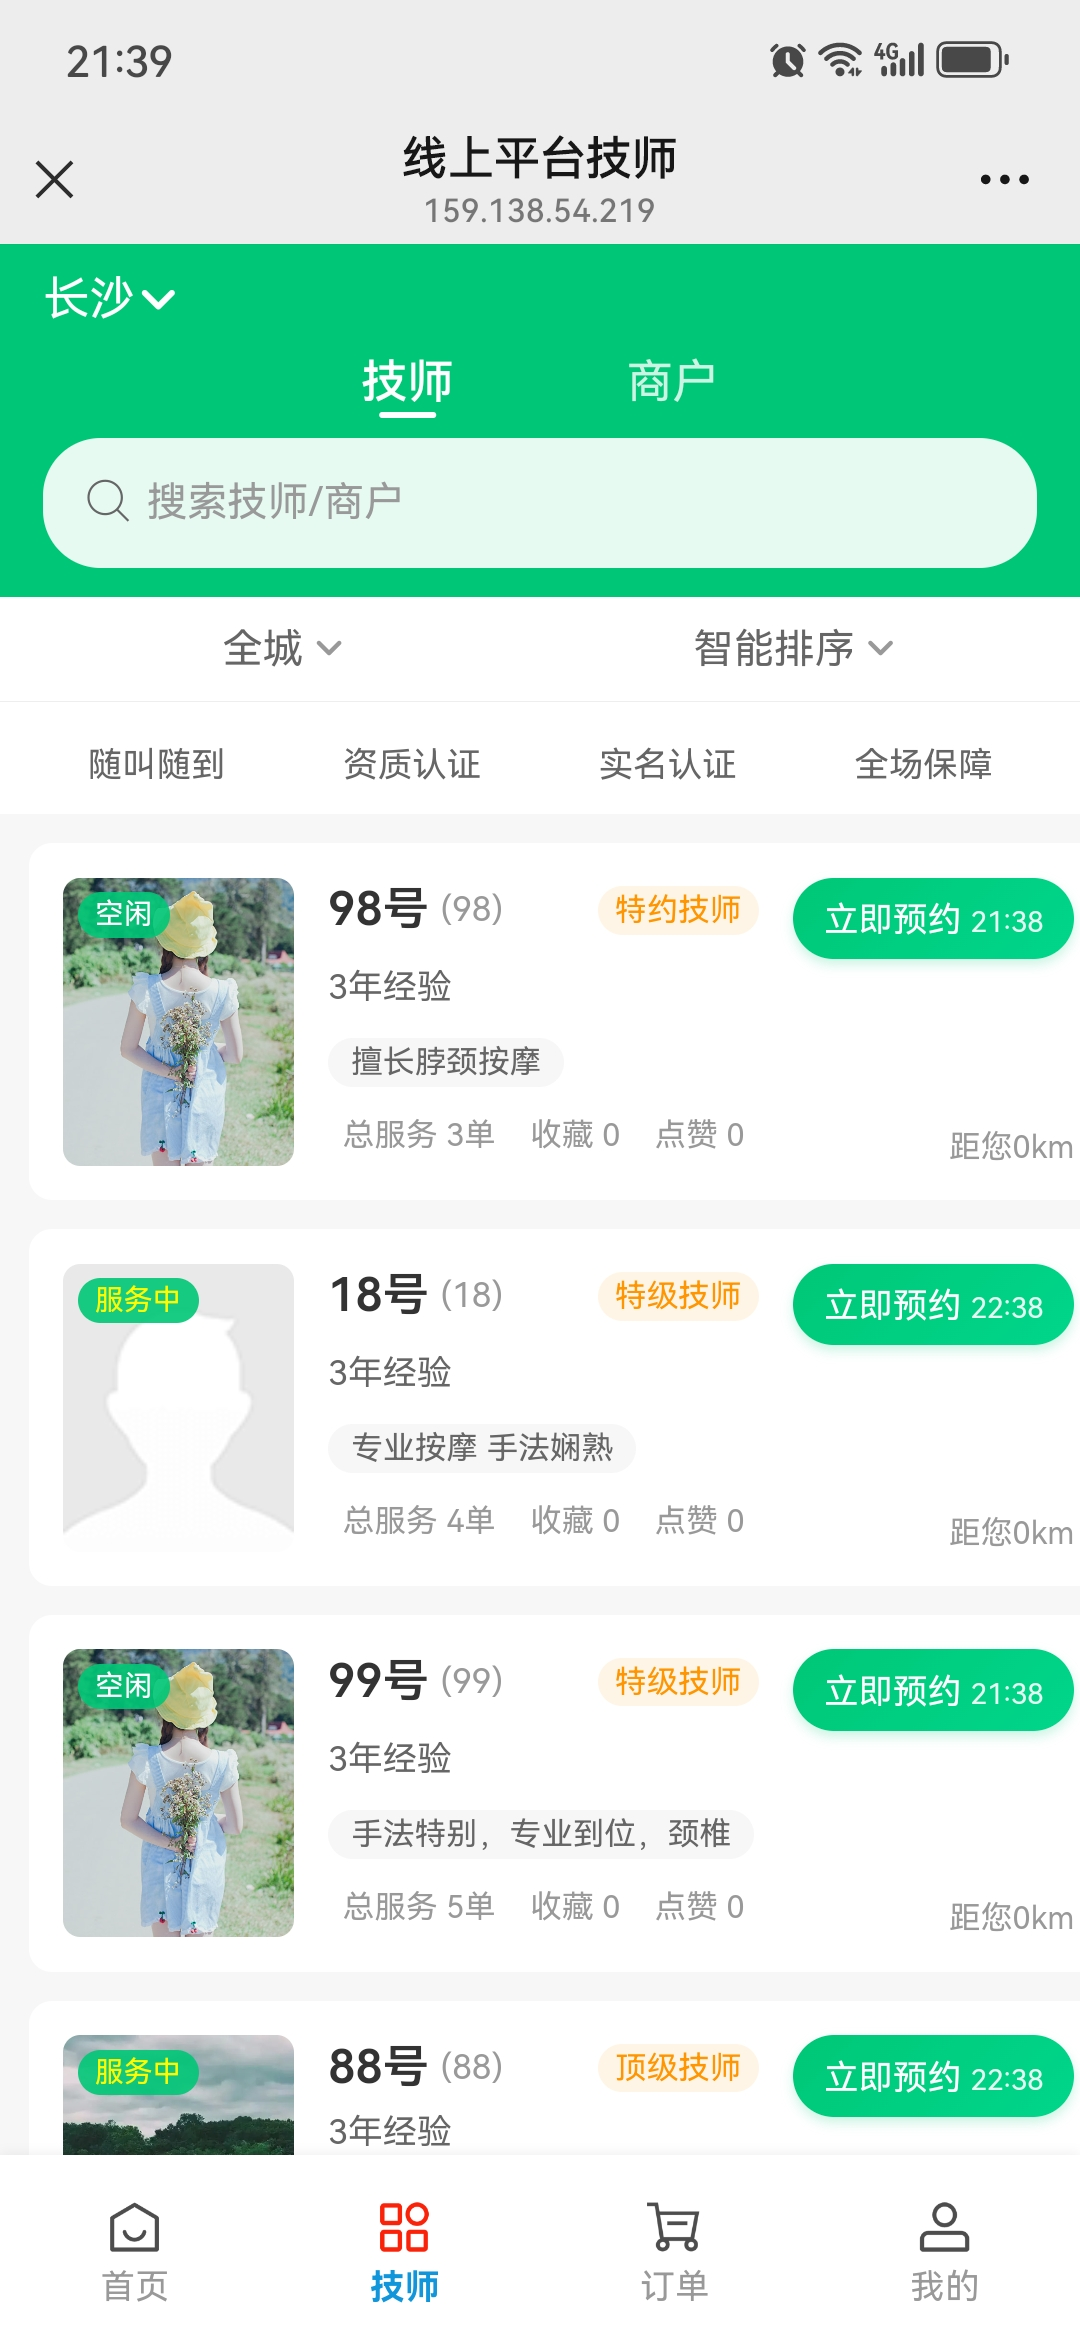 21:39
4G
线上平台技师
159.138.54.219
长沙
技师 商户
搜索技师/商户
全城 智能排序
随叫随到 资质认证 实名认证 全场保障
空闲
98号 (98) 特约技师 立即预约 21:38
3年经验
擅长脖颈按摩
总服务 3单 收藏 0 点赞 0
距您0km
服务中
18号 (18) 特级技师 立即预约 22:38
3年经验
专业按摩 手法娴熟
总服务 4单 收藏 0 点赞 0
距您0km
空闲
99号 (99) 特级技师 立即预约 21:38
3年经验
手法特别，专业到位，颈椎
总服务 5单 收藏 0 点赞 0
距您0km
服务中
88号 (88) 顶级技师 立即预约 22:38
3年经验
首页 技师 订单 我的